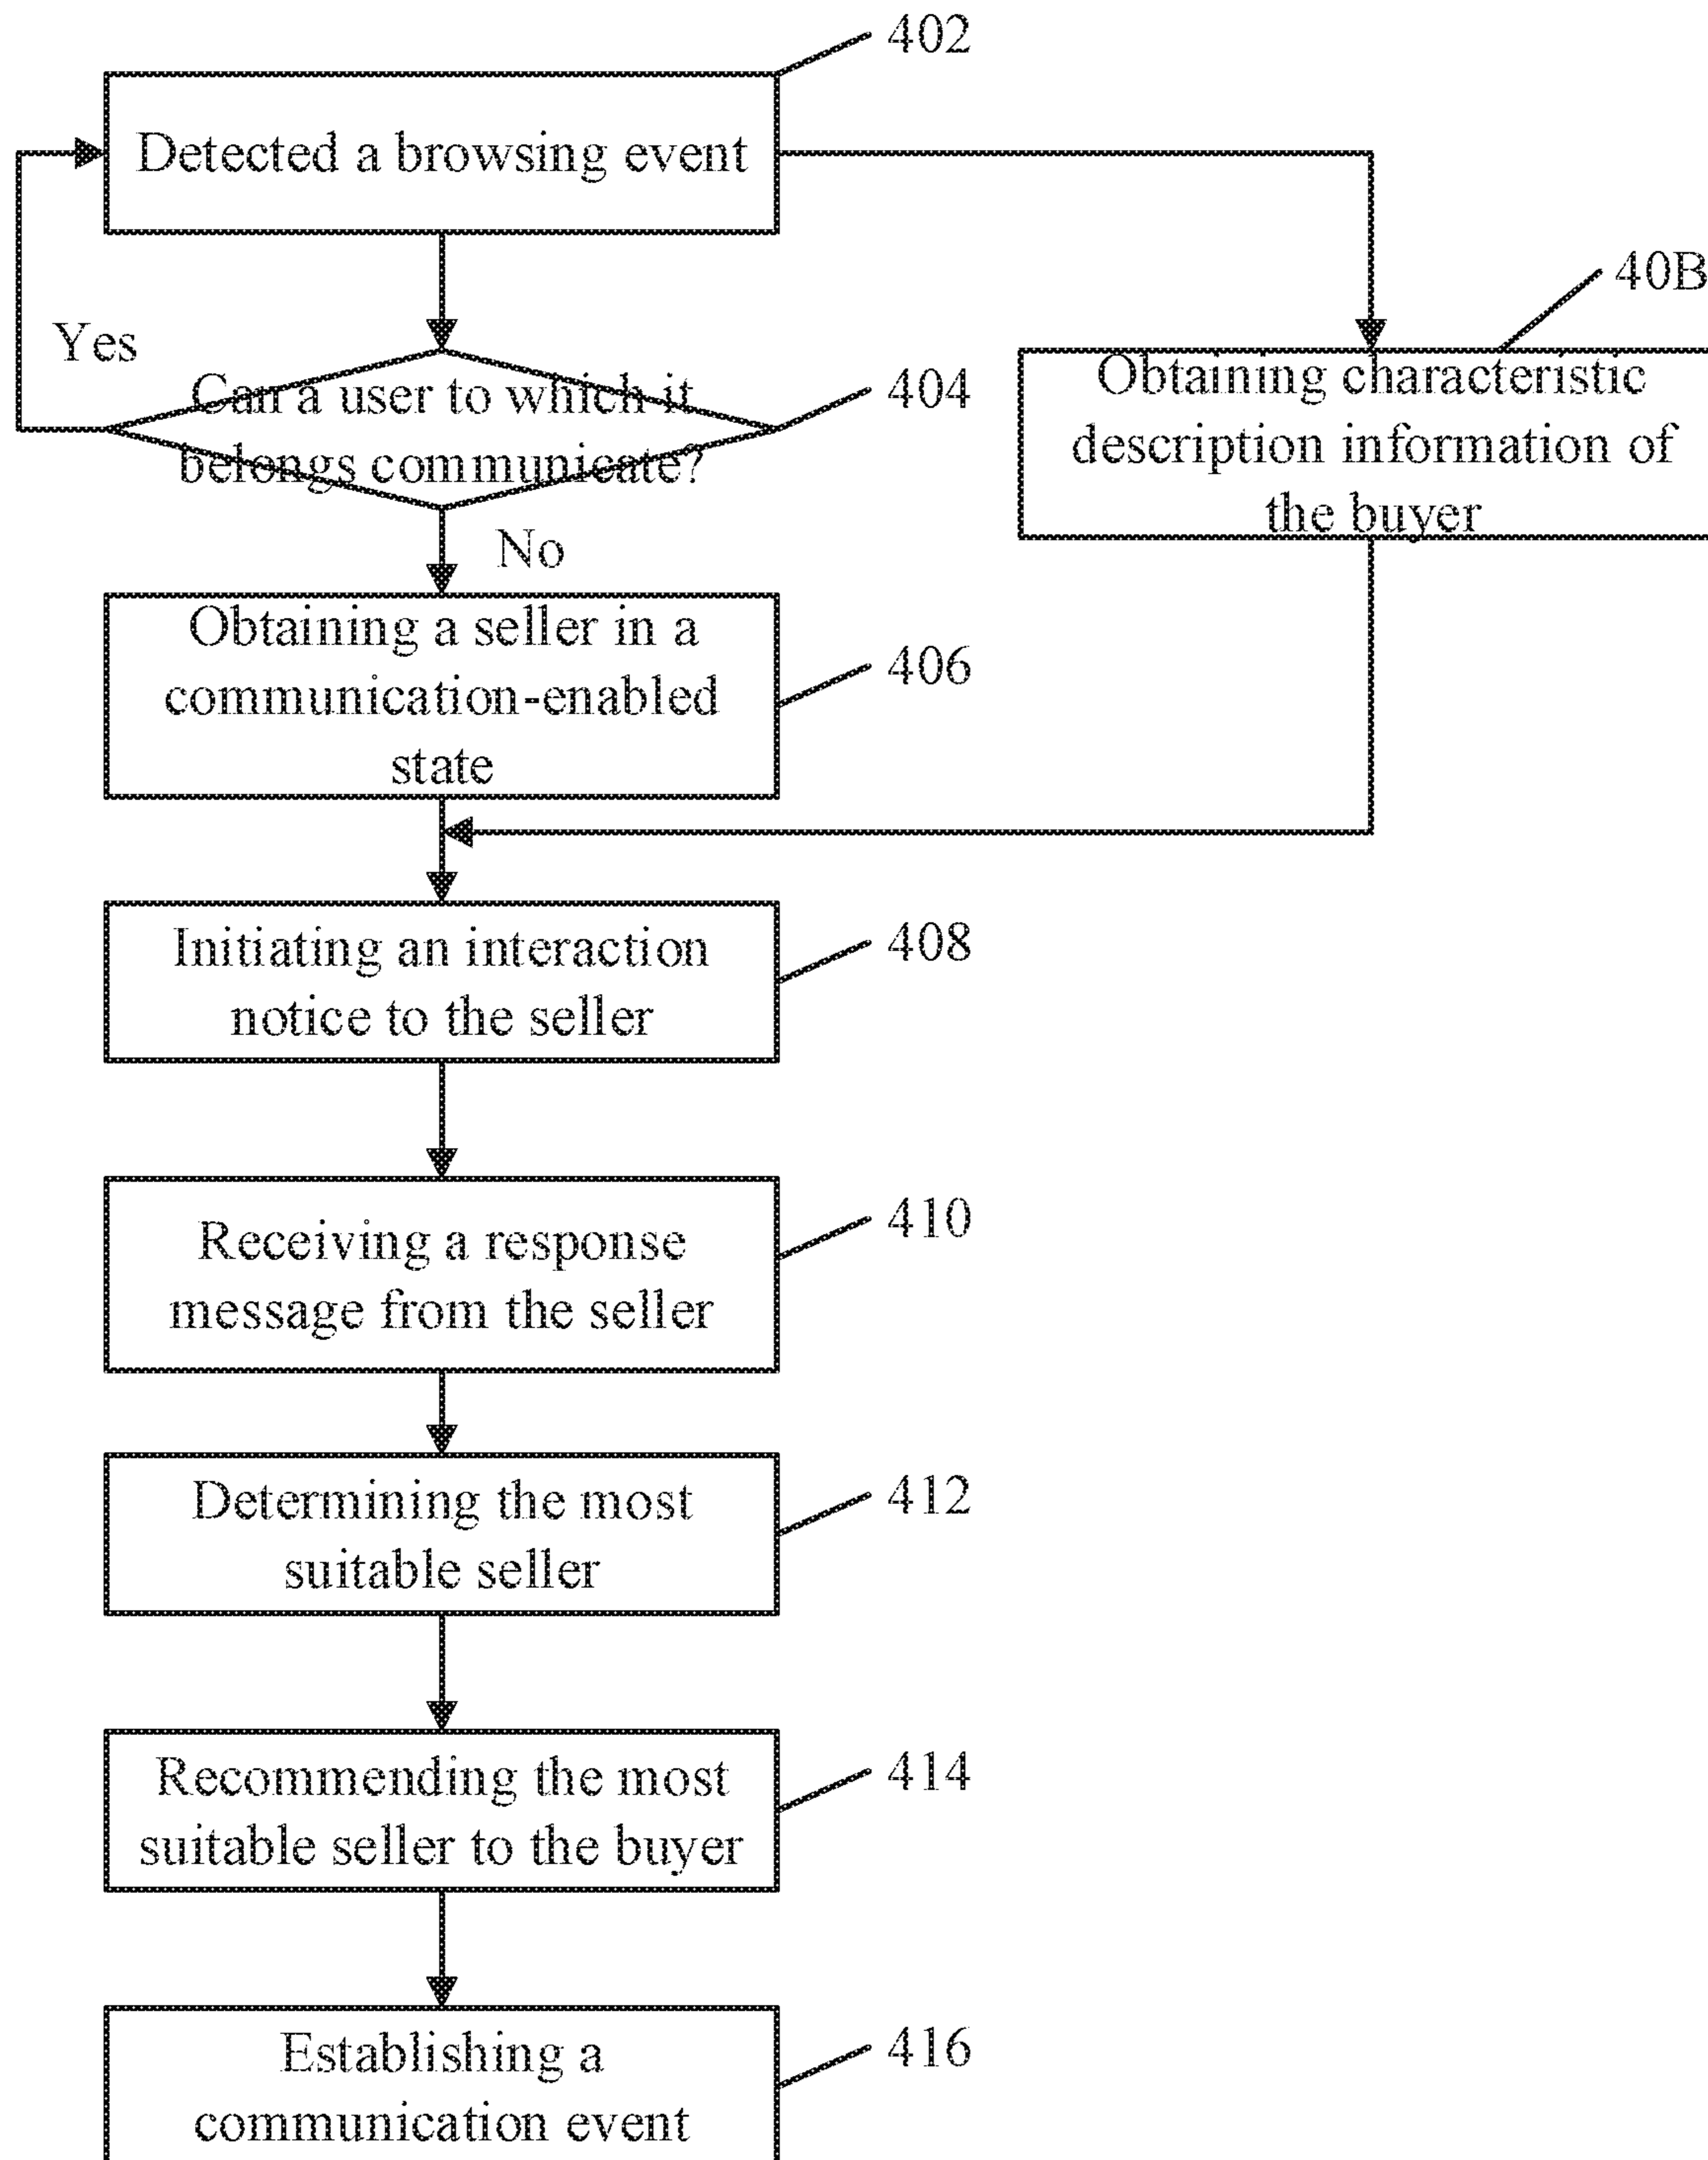 402
Detected a browsing event
40B
Yes
Can a user to which it
belongs communicate?
404
Obtaining characteristic
description information of
the buyer
No
Obtaining a seller in a
communication-enabled
state
406
Initiating an interaction
notice to the seller
408
Receiving a response
message from the seller
410
Determining the most
suitable seller
412
Recommending the most
suitable seller to the buyer
414
Establishing a
communication event
416